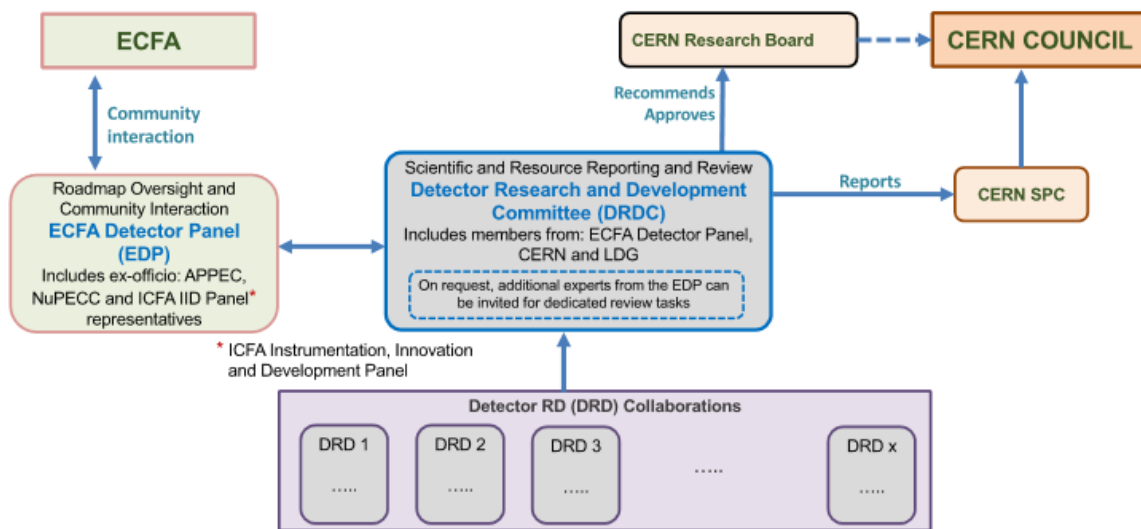 ECFA
CERN Research Board
CERN COUNCIL
Community
interaction
Recommends
Approves
Roadmap Oversight and
Community Interaction
ECFA Detector Panel
(EDP)
Includes ex-officio: APPEC,
NuPECC and ICFA IID Panel*
representatives
Scientific and Resource Reporting and Review
Detector Research and Development
Committee (DRDC)
Includes members from: ECFA Detector Panel,
CERN and LDG
On request, additional experts from the EDP can
be invited for dedicated review tasks
Reports
CERN SPC
* ICFA Instrumentation, Innovation
and Development Panel
Detector RD (DRD) Collaborations
DRD 1
.....
DRD 2
.....
DRD 3
.....
.....
DRD x
.....